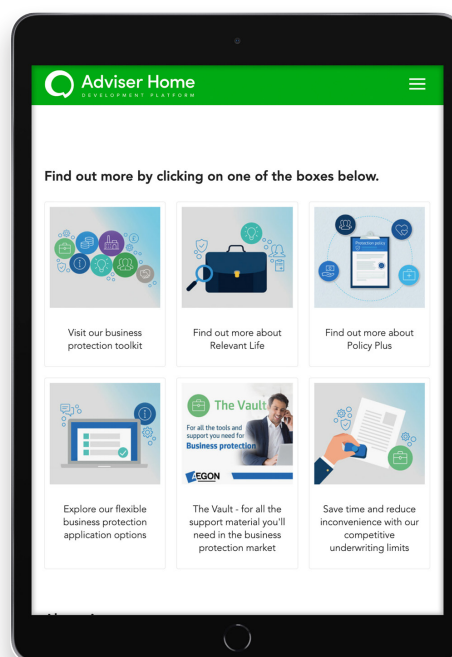 Adviser Home
DEVELOPMENT PLATFORM
Find out more by clicking on one of the boxes below.
£
Visit our business
protection toolkit
Find out more about
Relevant Life
Protection policy
Find out more about
Policy Plus
Explore our flexible
business protection
application options
The Vault
For all the tools and
support you need for
Business protection
AEGON
The Vault - for all the
support material you'll
need in the business
protection market
Save time and reduce
inconvenience with our
competitive
underwriting limits